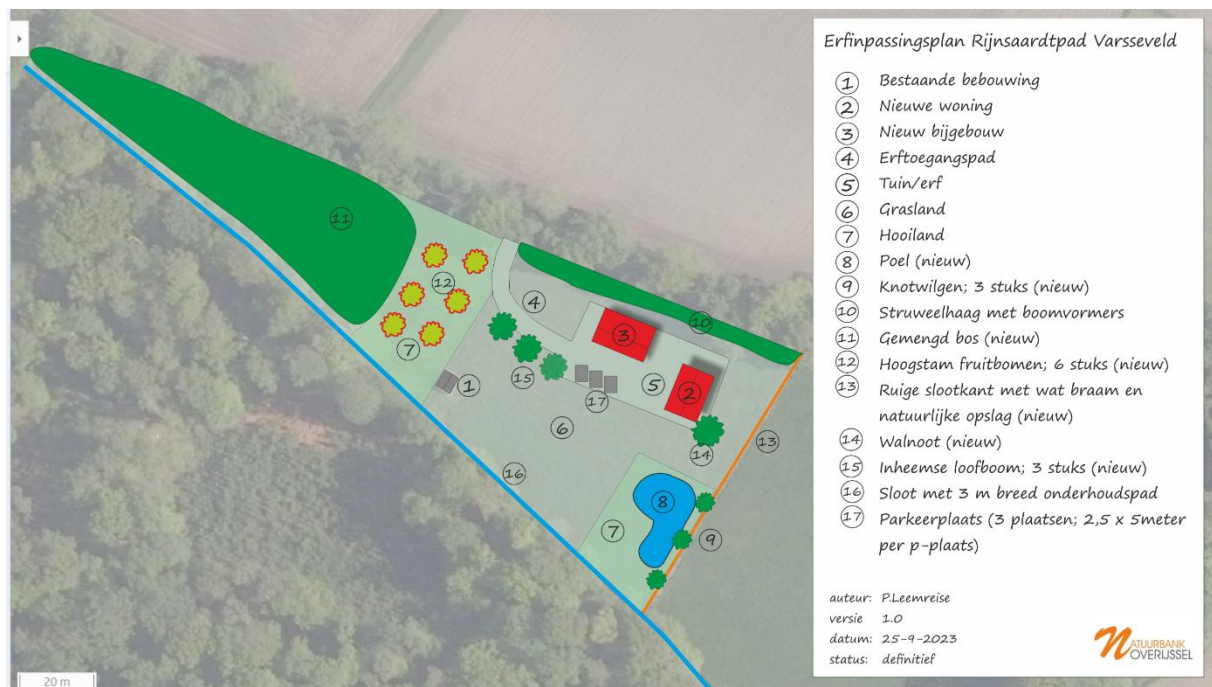 Erfinpassingsplan Rijnsaardtpad Varsseveld
1 Bestaande bebouwing
2 Nieuwe woning
3 Nieuw bijgebouw
4 Erftoegangspad
5 Tuin/erf
6 Grasland
7 Hooiland
8 Poel (nieuw)
9 Knotwilgen; 3 stuks (nieuw)
10 Struweelhaag met boomvormers
11 Gemengd bos (nieuw)
12 Hoogstam fruitbomen; 6 stuks (nieuw)
13 Ruige slootkant met wat braam en
natuurlijke opslag (nieuw)
14 Walnoot (nieuw)
15 Inheemse loofboom; 3 stuks (nieuw)
16 Sloot met 3 m breed onderhoudspad
17 Parkeerplaats (3 plaatsen; 2,5 x 5meter
per p-plaats)
auteur: P.Leemreise
versie 1.0
datum: 25-9-2023
status: definitief
NATUURBANK
OVERIJSSEL
11
12
4
10
3
7
1
15
17
5
2
6
14
13
16
8
7
9
20 m